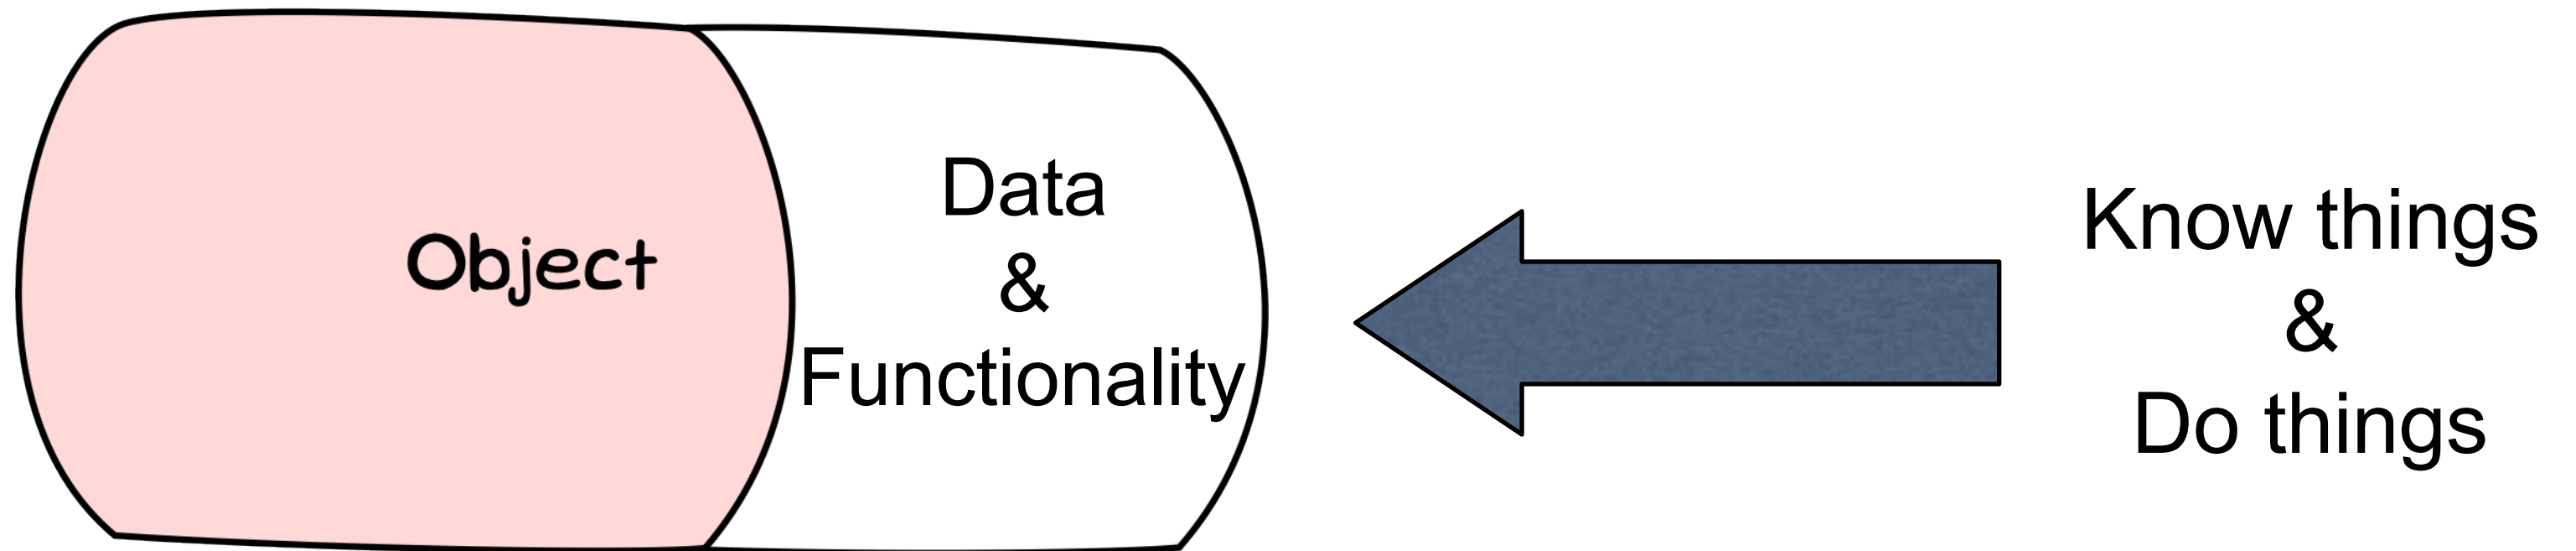 Object
Data
&
Functionality
Know things
&
Do things